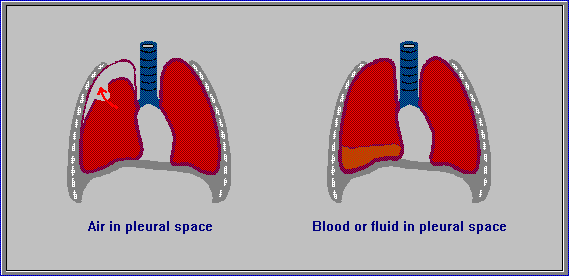 Air in pleural space
Blood or fluid in pleural space